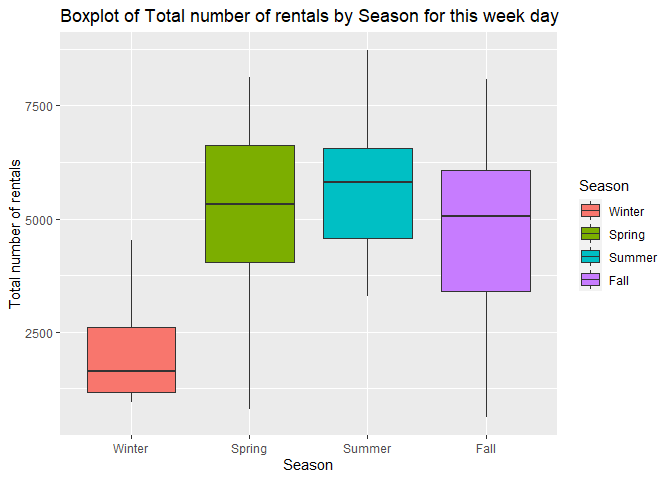 Boxplot of Total number of rentals by Season for this week day
Total number of rentals
7500
5000
2500
Winter
Spring
Summer
Fall
Season
Season
Winter
Spring
Summer
Fall